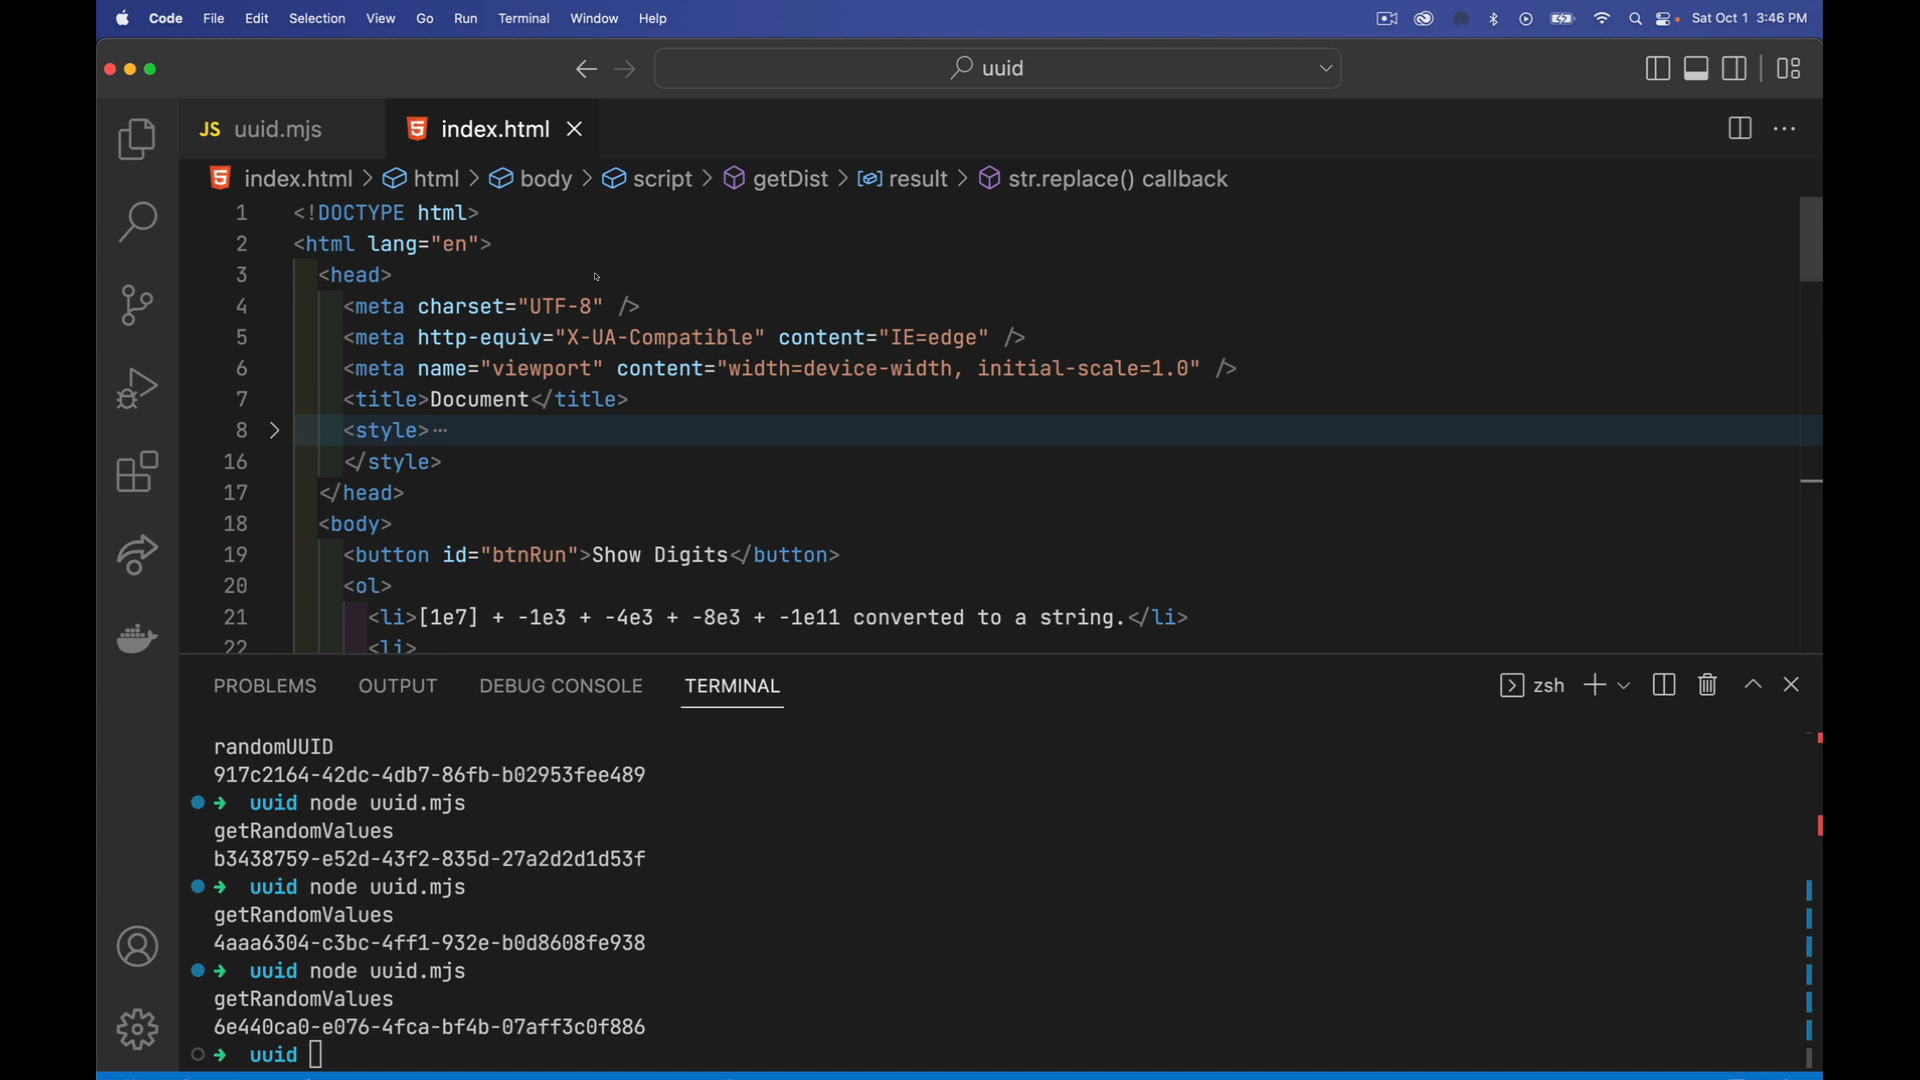 Code File Edit Selection View Go Run Terminal Window Help Sat Oct 1 3:46 PM
uuid
JS uuid.mjs index.html
index.html > html > body > script > getDist > result > str.replace() callback
1 <!DOCTYPE html>
2 <html lang="en">
3 <head>
4 <meta charset="UTF-8" />
5 <meta http-equiv="X-UA-Compatible" content="IE=edge" />
6 <meta name="viewport" content="width=device-width, initial-scale=1.0" />
7 <title>Document</title>
8 <style>…
16 </style>
17 </head>
18 <body>
19 <button id="btnRun">Show Digits</button>
20 <ol>
21 <li>[1e7] + -1e3 + -4e3 + -8e3 + -1e11 converted to a string.</li>
22 <li>
PROBLEMS OUTPUT DEBUG CONSOLE TERMINAL zsh
randomUUID
917c2164-42dc-4db7-86fb-b02953fee489
➜ uuid node uuid.mjs
getRandomValues
b3438759-e52d-43f2-835d-27a2d2d1d53f
➜ uuid node uuid.mjs
getRandomValues
4aaa6304-c3bc-4ff1-932e-b0d8608fe938
➜ uuid node uuid.mjs
getRandomValues
6e440ca0-e076-4fca-bf4b-07aff3c0f886
➜ uuid